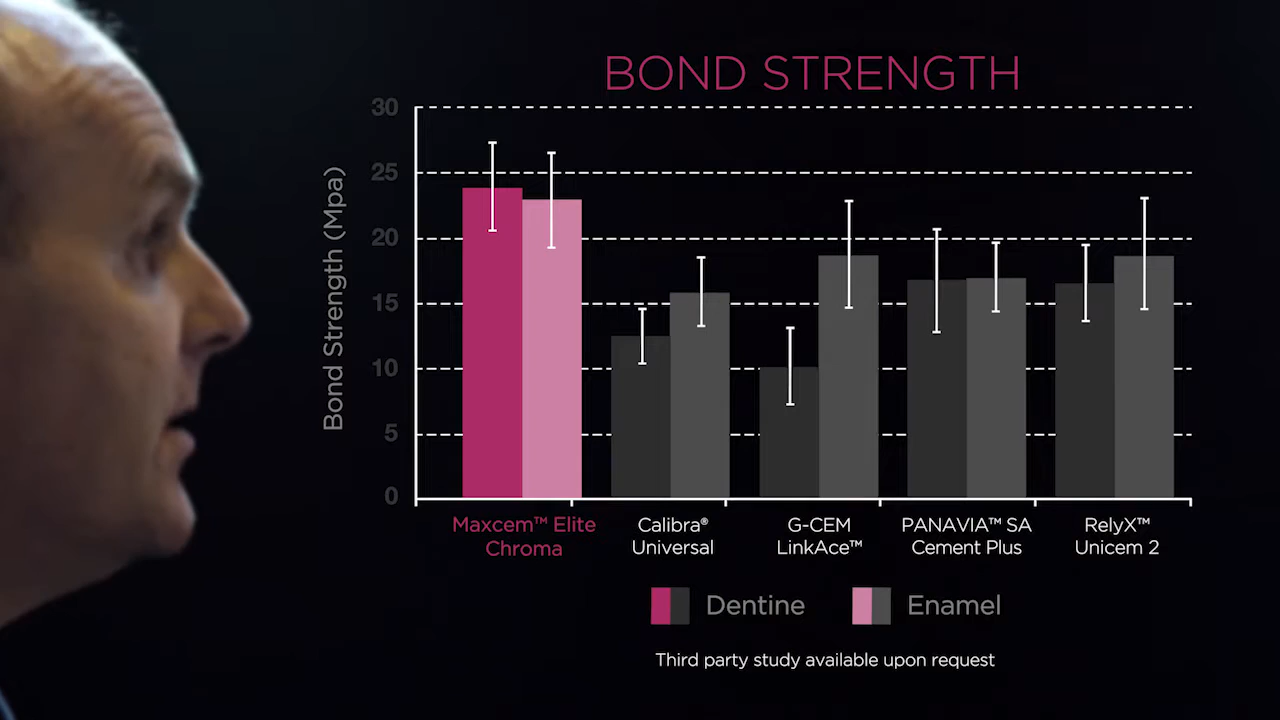 BOND STRENGTH
Bond Strength (Mpa)
30
25
20
15
10
5
0
Maxcem™ Elite
Chroma
Calibra®
Universal
G-CEM
LinkAce™
PANAVIA™ SA
Cement Plus
RelyX™
Unicem 2
Dentine
Enamel
Third party study available upon request